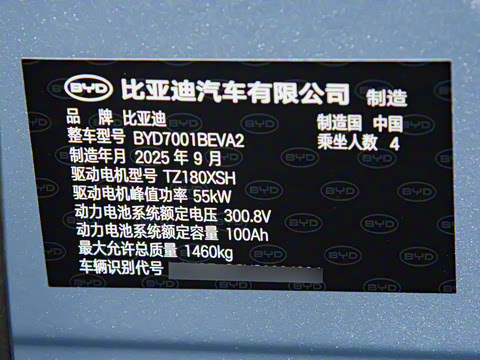 BYD 比亚迪汽车有限公司 制造
品 牌 比亚迪 制造国 中国
整车型号 BYD7001BEVA2 乘坐人数 4
制造年月 2025 年 9 月
驱动电机型号 TZ180XSH
驱动电机峰值功率 55kW
动力电池系统额定电压 300.8V
动力电池系统额定容量 100Ah
最大允许总质量 1460kg
车辆识别代号